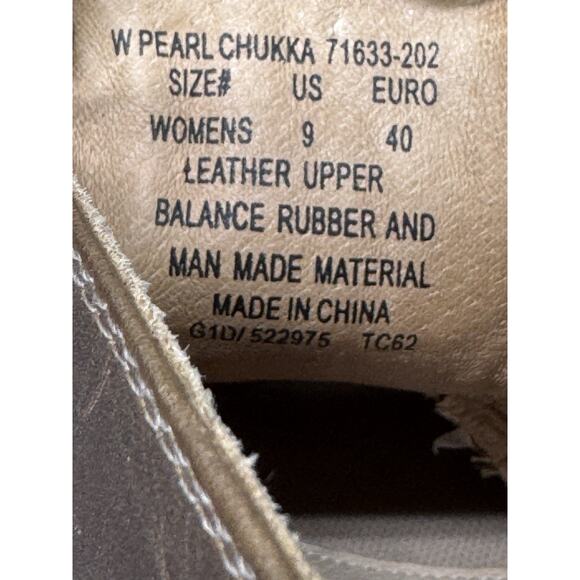 W PEARL CHUKKA 71633-202
SIZE# US EURO
WOMENS 9 40
LEATHER UPPER
BALANCE RUBBER AND
MAN MADE MATERIAL
MADE IN CHINA
G1D/ 522975 TC62